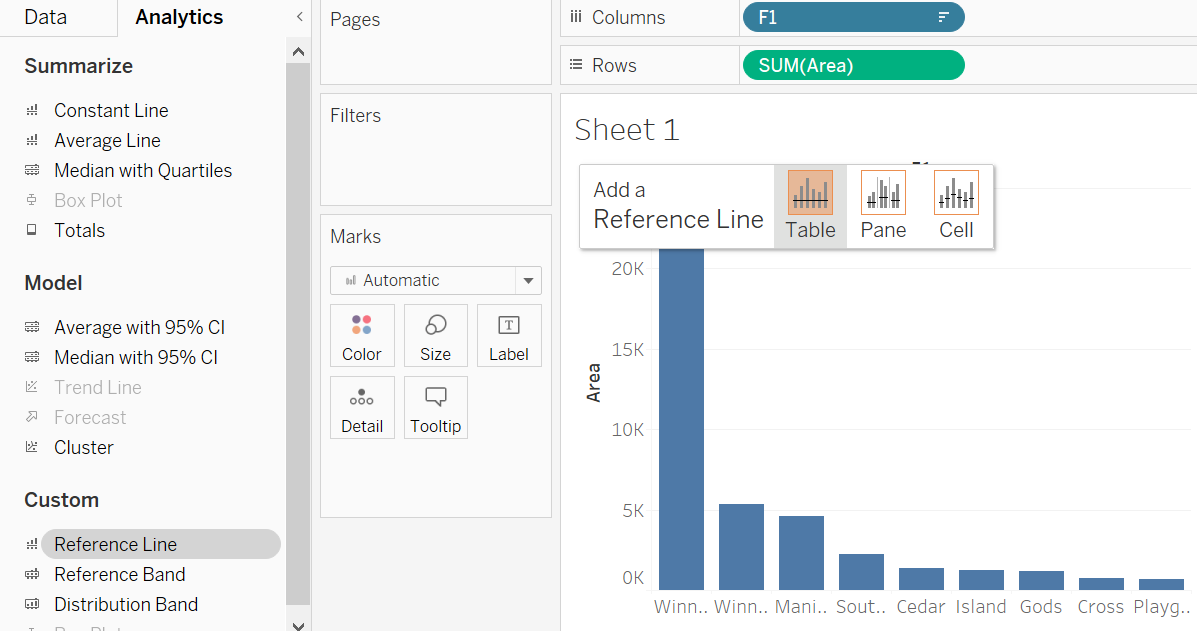 Data
Analytics
Summarize
Constant Line
Average Line
Median with Quartiles
Box Plot
Totals
Model
Average with 95% CI
Median with 95% CI
Trend Line
Forecast
Cluster
Custom
Reference Line
Reference Band
Distribution Band
Pages
Filters
Marks
Automatic
Color
Size
Label
Detail
Tooltip
Columns
F1
Rows
SUM(Area)
Sheet 1
Add a
Reference Line
Table
Pane
Cell
Area
20K
15K
10K
5K
0K
Winn.. Winn.. Mani.. Sout.. Cedar Island Gods Cross Playg..